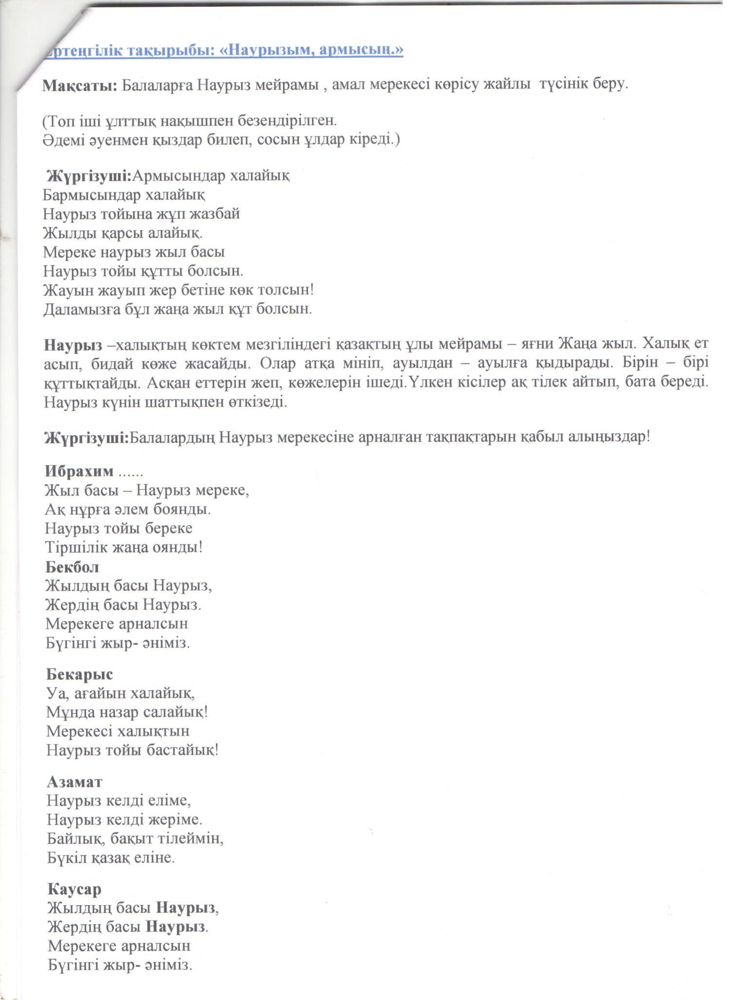 Ертеңгілік тақырыбы: «Наурызым, армысың.»
Мақсаты: Балаларға Наурыз мейрамы , амал мерекесі көрісу жайлы түсінік беру.
(Топ іші ұлттық нақышпен безендірілген.
Әдемі әуенмен қыздар билеп, сосын ұлдар кіреді.)
Жүргізуші:Армысындар халайық
Бармысындар халайық
Наурыз тойына жұп жазбай
Жылды қарсы алайық.
Мереке наурыз жыл басы
Наурыз тойы құтты болсын.
Жауын жауып жер бетіне көк толсын!
Даламызға бұл жаңа жыл құт болсын.
Наурыз –халықтың көктем мезгіліндегі қазақтың ұлы мейрамы – яғни Жаңа жыл. Халық ет
асып, бидай көже жасайды. Олар атқа мініп, ауылдан – ауылға қыдырады. Бірін – бірі
құттықтайды. Асқан еттерін жеп, көжелерін ішеді.Үлкен кісілер ақ тілек айтып, бата береді.
Наурыз күнін шаттықпен өткізеді.
Жүргізуші:Балалардың Наурыз мерекесіне арналған тақпақтарын қабыл алыңыздар!
Ибрахим ......
Жыл басы – Наурыз мереке,
Ақ нұрға әлем боянды.
Наурыз тойы береке
Тіршілік жаңа оянды!
Бекбол
Жылдың басы Наурыз,
Жердің басы Наурыз.
Мерекеге арналсын
Бүгінгі жыр- әніміз.
Бекарыс
Уа, ағайын халайық,
Мұнда назар салайық!
Мерекесі халықтын
Наурыз тойы бастайық!
Азамат
Наурыз келді еліме,
Наурыз келді жеріме.
Байлық, бақыт тілеймін,
Бүкіл қазақ еліне.
Каусар
Жылдың басы Наурыз,
Жердің басы Наурыз.
Мерекеге арналсын
Бүгінгі жыр- әніміз.